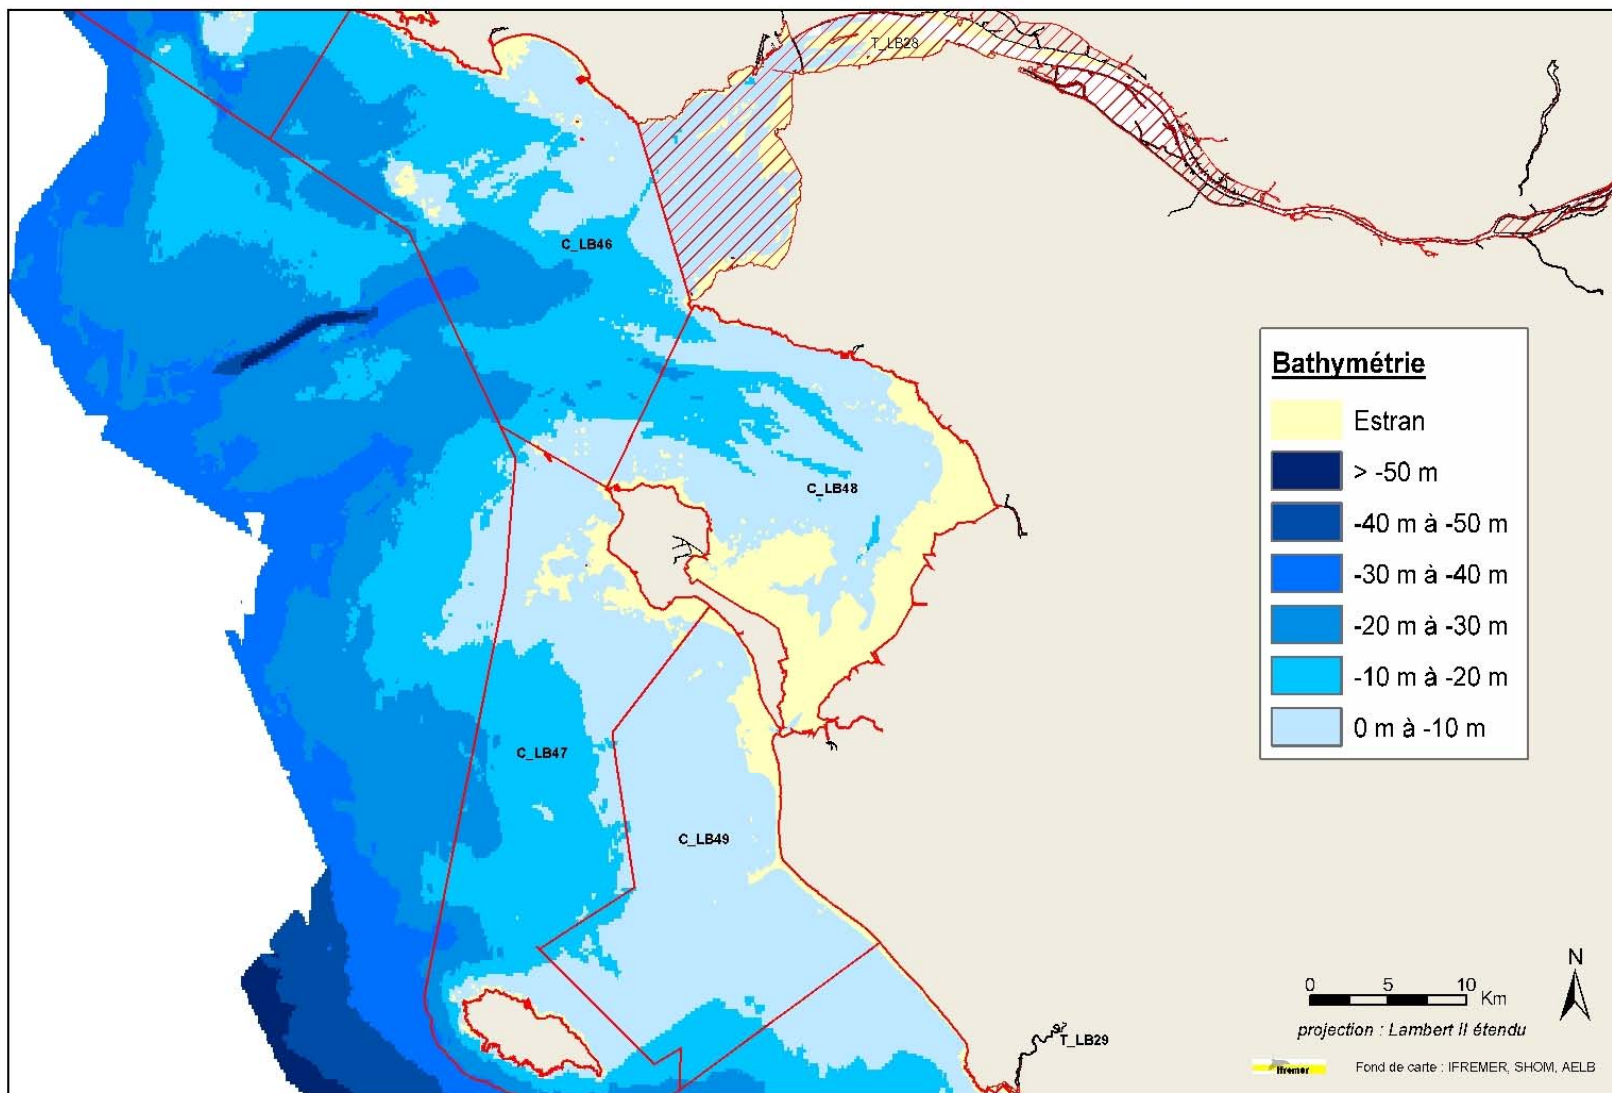 T_LB28
C_LB46
C_LB48
C_LB47
C_LB49
T_LB29
Bathymétrie
Estran
> -50 m
-40 m à -50 m
-30 m à -40 m
-20 m à -30 m
-10 m à -20 m
0 m à -10 m
N
0 5 10 Km
projection : Lambert II étendu
Ifremer
Fond de carte : IFREMER, SHOM, AELB